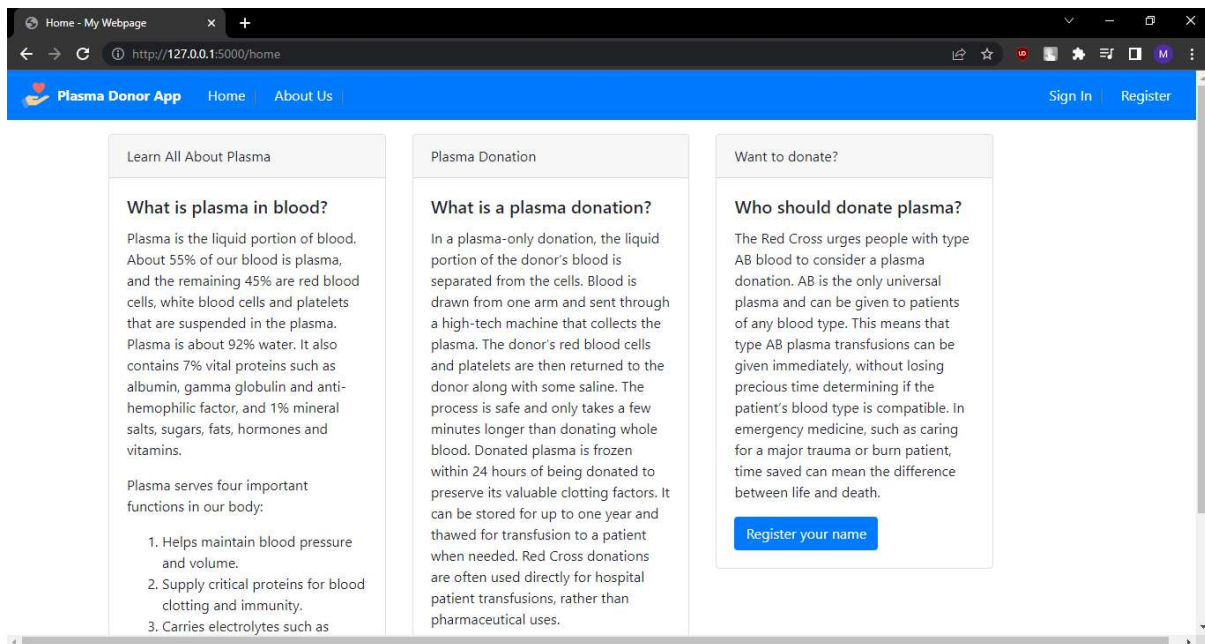 Home - My Webpage
http://127.0.0.1:5000/home
M
Plasma Donor App
Home
About Us
Sign In
Register
Learn All About Plasma
What is plasma in blood?
Plasma is the liquid portion of blood.
About 55% of our blood is plasma,
and the remaining 45% are red blood
cells, white blood cells and platelets
that are suspended in the plasma.
Plasma is about 92% water. It also
contains 7% vital proteins such as
albumin, gamma globulin and anti-
hemophilic factor, and 1% mineral
salts, sugars, fats, hormones and
vitamins.
Plasma serves four important
functions in our body:
1. Helps maintain blood pressure
and volume.
2. Supply critical proteins for blood
clotting and immunity.
3. Carries electrolytes such as
Plasma Donation
What is a plasma donation?
In a plasma-only donation, the liquid
portion of the donor's blood is
separated from the cells. Blood is
drawn from one arm and sent through
a high-tech machine that collects the
plasma. The donor's red blood cells
and platelets are then returned to the
donor along with some saline. The
process is safe and only takes a few
minutes longer than donating whole
blood. Donated plasma is frozen
within 24 hours of being donated to
preserve its valuable clotting factors. It
can be stored for up to one year and
thawed for transfusion to a patient
when needed. Red Cross donations
are often used directly for hospital
patient transfusions, rather than
pharmaceutical uses.
Want to donate?
Who should donate plasma?
The Red Cross urges people with type
AB blood to consider a plasma
donation. AB is the only universal
plasma and can be given to patients
of any blood type. This means that
type AB plasma transfusions can be
given immediately, without losing
precious time determining if the
patient's blood type is compatible. In
emergency medicine, such as caring
for a major trauma or burn patient,
time saved can mean the difference
between life and death.
Register your name